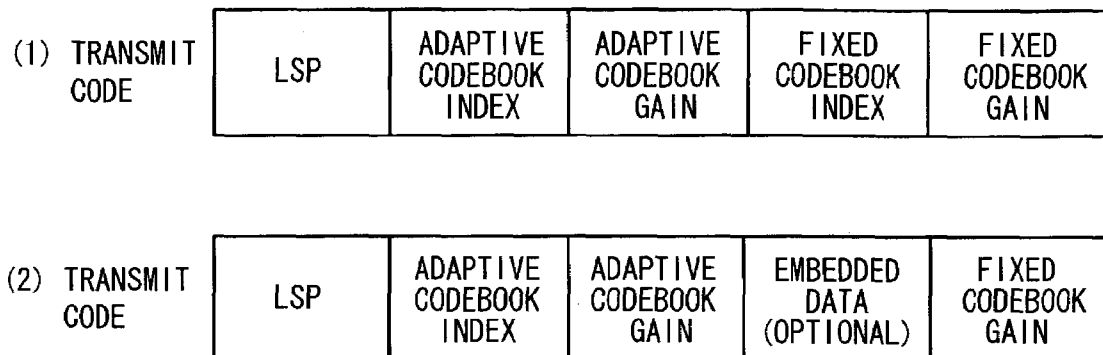 (1) TRANSMIT CODE
LSP
ADAPTIVE CODEBOOK INDEX
ADAPTIVE CODEBOOK GAIN
FIXED CODEBOOK INDEX
FIXED CODEBOOK GAIN
(2) TRANSMIT CODE
LSP
ADAPTIVE CODEBOOK INDEX
ADAPTIVE CODEBOOK GAIN
EMBEDDED DATA (OPTIONAL)
FIXED CODEBOOK GAIN